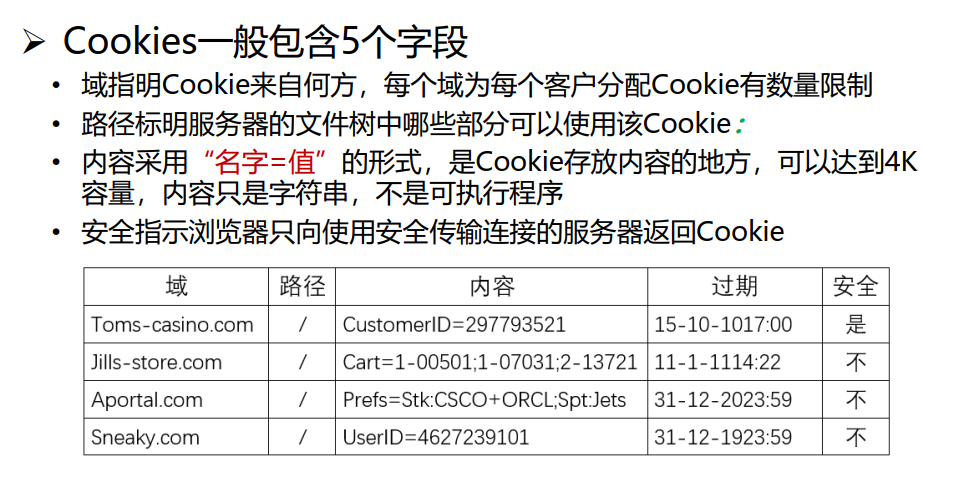 ➢ Cookies一般包含5个字段
• 域指明Cookie来自何方，每个域为每个客户分配Cookie有数量限制
• 路径标明服务器的文件树中哪些部分可以使用该Cookie：
• 内容采用“名字=值”的形式，是Cookie存放内容的地方，可以达到4K
容量，内容只是字符串，不是可执行程序
• 安全指示浏览器只向使用安全传输连接的服务器返回Cookie
域 路径 内容 过期 安全
Toms-casino.com / CustomerID=297793521 15-10-1017:00 是
Jills-store.com / Cart=1-00501;1-07031;2-13721 11-1-1114:22 不
Aportal.com / Prefs=Stk:CSCO+ORCL;Spt:Jets 31-12-2023:59 不
Sneaky.com / UserID=4627239101 31-12-1923:59 不